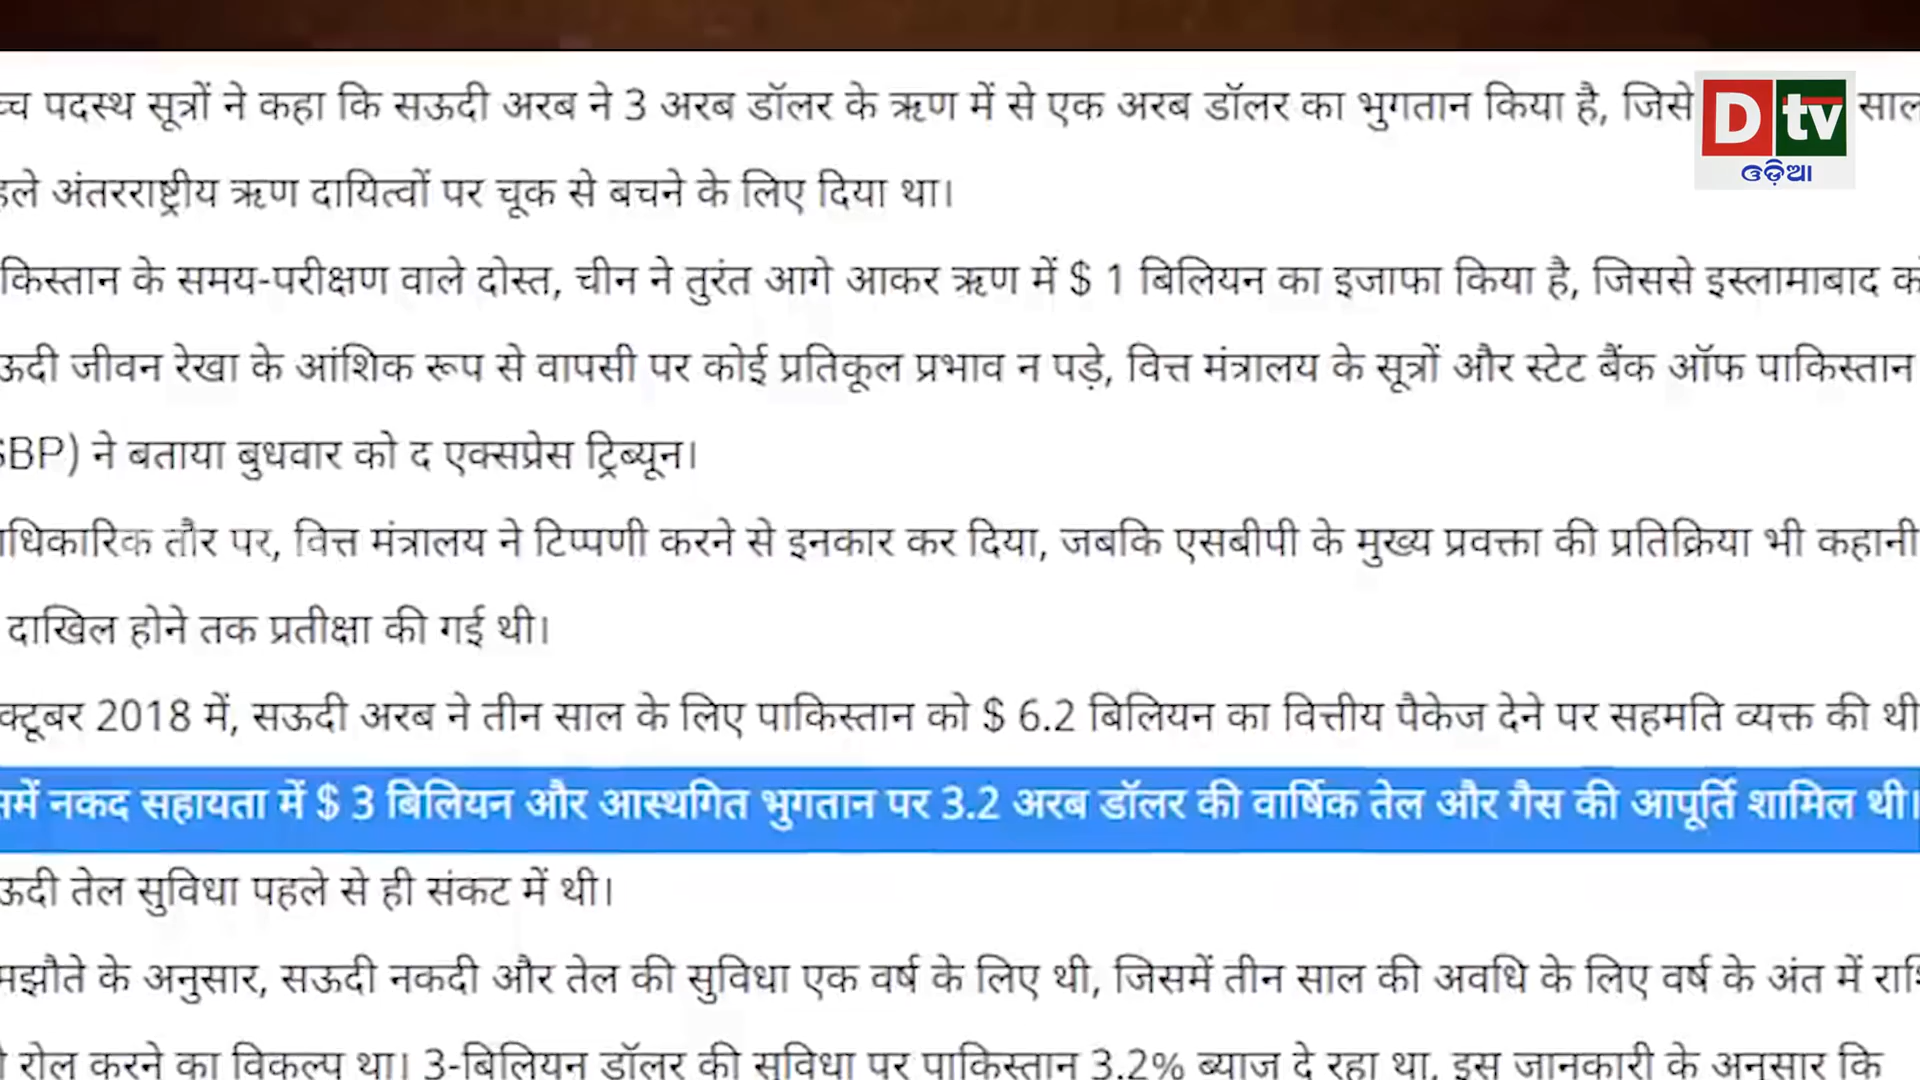 च्च पदस्थ सूत्रों ने कहा कि सऊदी अरब ने 3 अरब डॉलर के ऋण में से एक अरब डॉलर का भुगतान किया है, जिसे साल
हले अंतरराष्ट्रीय ऋण दायित्वों पर चूक से बचने के लिए दिया था।
किस्तान के समय-परीक्षण वाले दोस्त, चीन ने तुरंत आगे आकर ऋण में $ 1 बिलियन का इजाफा किया है, जिससे इस्लामाबाद को
ऊदी जीवन रेखा के आंशिक रूप से वापसी पर कोई प्रतिकूल प्रभाव न पड़े, वित्त मंत्रालय के सूत्रों और स्टेट बैंक ऑफ पाकिस्तान
SBP) ने बताया बुधवार को द एक्सप्रेस ट्रिब्यून।
ाधिकारिक तौर पर, वित्त मंत्रालय ने टिप्पणी करने से इनकार कर दिया, जबकि एसबीपी के मुख्य प्रवक्ता की प्रतिक्रिया भी कहानी
दाखिल होने तक प्रतीक्षा की गई थी।
क्टूबर 2018 में, सऊदी अरब ने तीन साल के लिए पाकिस्तान को $ 6.2 बिलियन का वित्तीय पैकेज देने पर सहमति व्यक्त की थी
समें नकद सहायता में $ 3 बिलियन और आस्थगित भुगतान पर 3.2 अरब डॉलर की वार्षिक तेल और गैस की आपूर्ति शामिल थी।
ऊदी तेल सुविधा पहले से ही संकट में थी।
मझौते के अनुसार, सऊदी नकदी और तेल की सुविधा एक वर्ष के लिए थी, जिसमें तीन साल की अवधि के लिए वर्ष के अंत में
रोल करने का विकल्प था। 3-बिलियन डॉलर की सुविधा पर पाकिस्तान 3.2% ब्याज दे रहा था, इस जानकारी के अनुसार कि
D tv
ଓଡ଼ିଆ